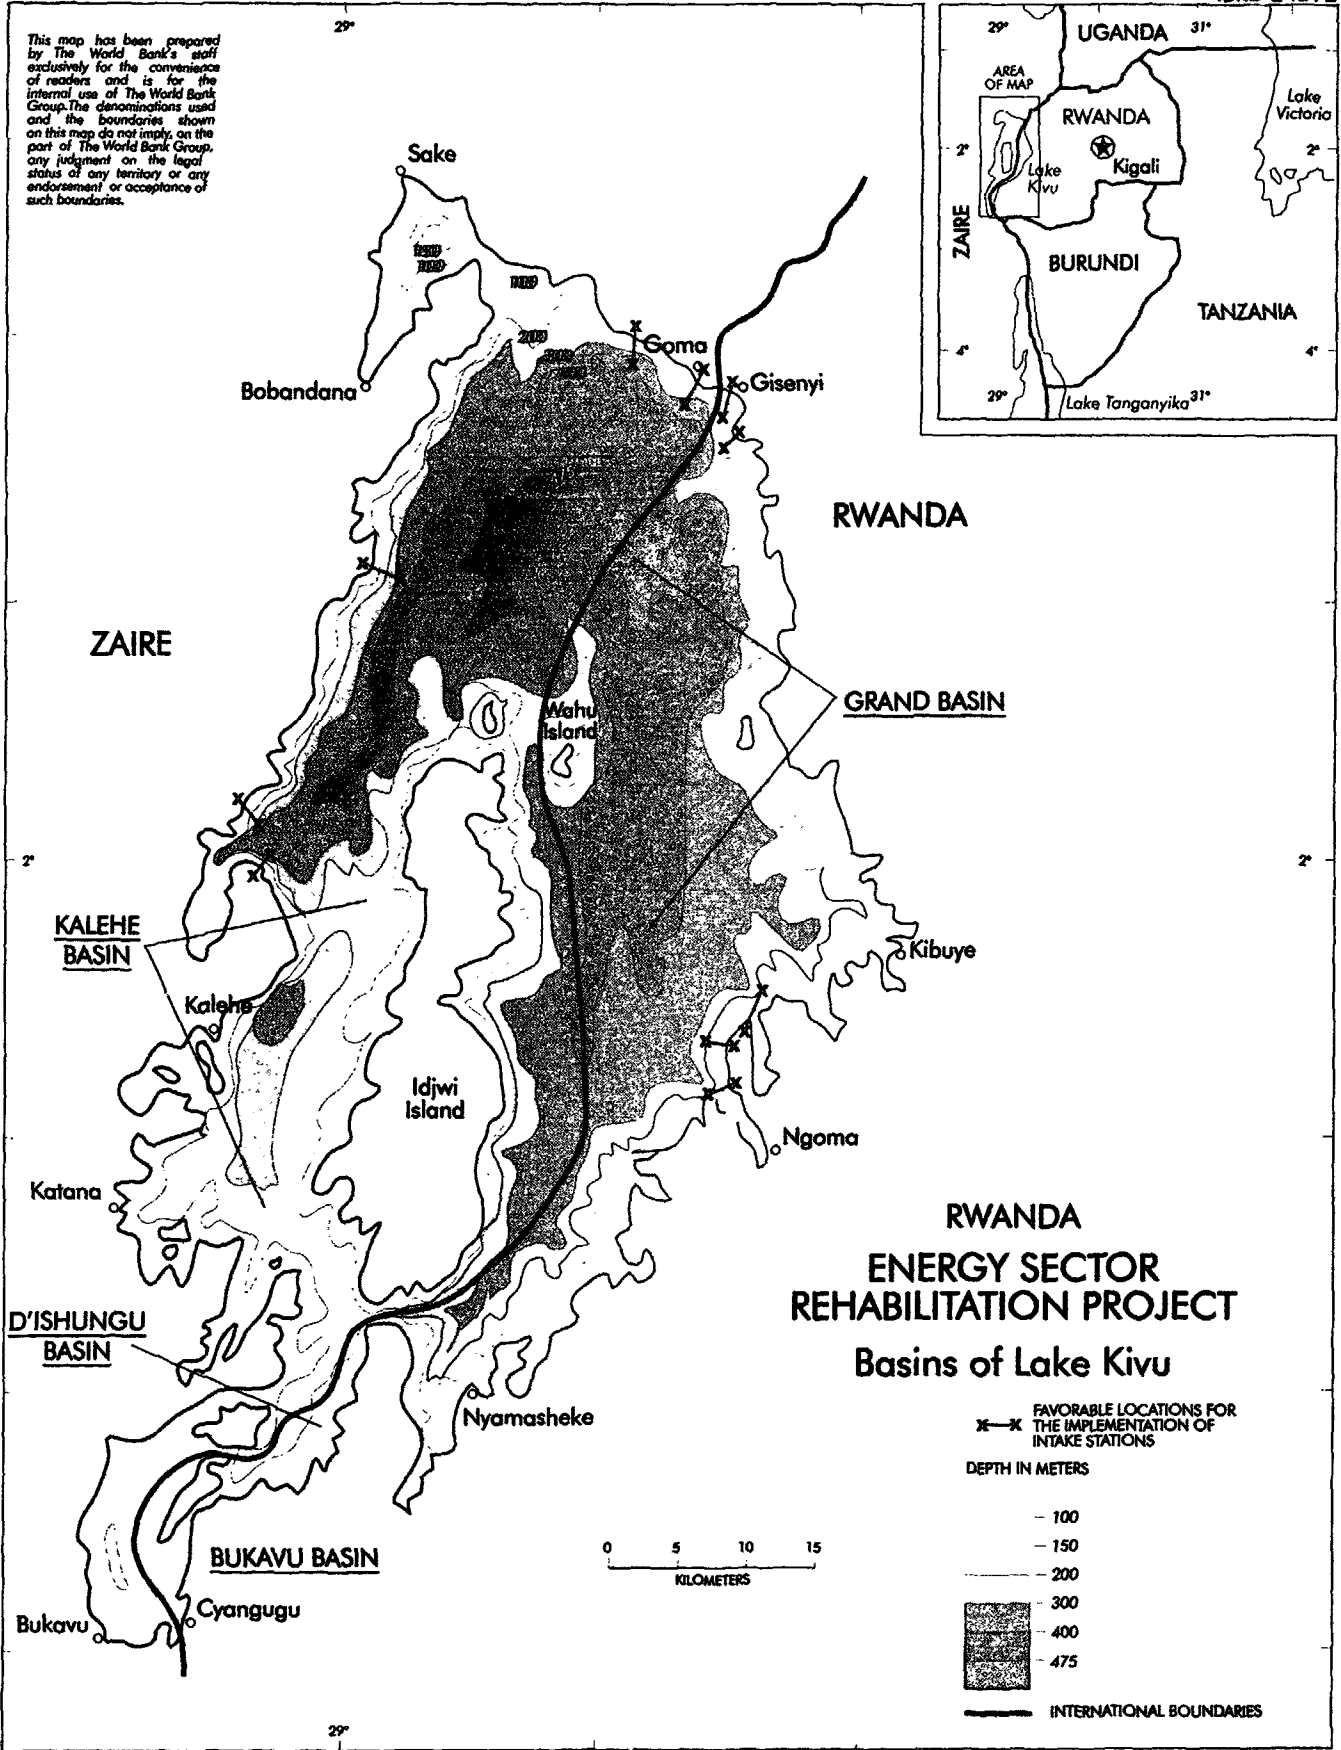 29°
This map has been prepared
by The World Bank's staff
exclusively for the convenience
of readers and is for the
internal use of The World Bank
Group. The denominations used
and the boundaries shown
on this map do not imply, on the
part of The World Bank Group,
any judgment on the legal
status of any territory or any
endorsement or acceptance of
such boundaries.
29°
UGANDA
31°
AREA
OF MAP
Lake
Victoria
RWANDA
2°
2°
Kigali
Lake
Kivu
ZAIRE
BURUNDI
TANZANIA
4°
4°
29°
Lake Tanganyika
31°
Sake
Goma
Gisenyi
Bobandana
RWANDA
ZAIRE
GRAND BASIN
Wahu
Island
2°
2°
KALEHE
BASIN
Kibuye
Kalehe
Idjwi
Island
Ngoma
Katana
RWANDA
ENERGY SECTOR
REHABILITATION PROJECT
Basins of Lake Kivu
D'ISHUNGU
BASIN
Nyamasheke
X—X FAVORABLE LOCATIONS FOR
THE IMPLEMENTATION OF
INTAKE STATIONS
DEPTH IN METERS
100
150
200
300
400
475
INTERNATIONAL BOUNDARIES
0 5 10 15
KILOMETERS
BUKAVU BASIN
Cyangugu
Bukavu
29°